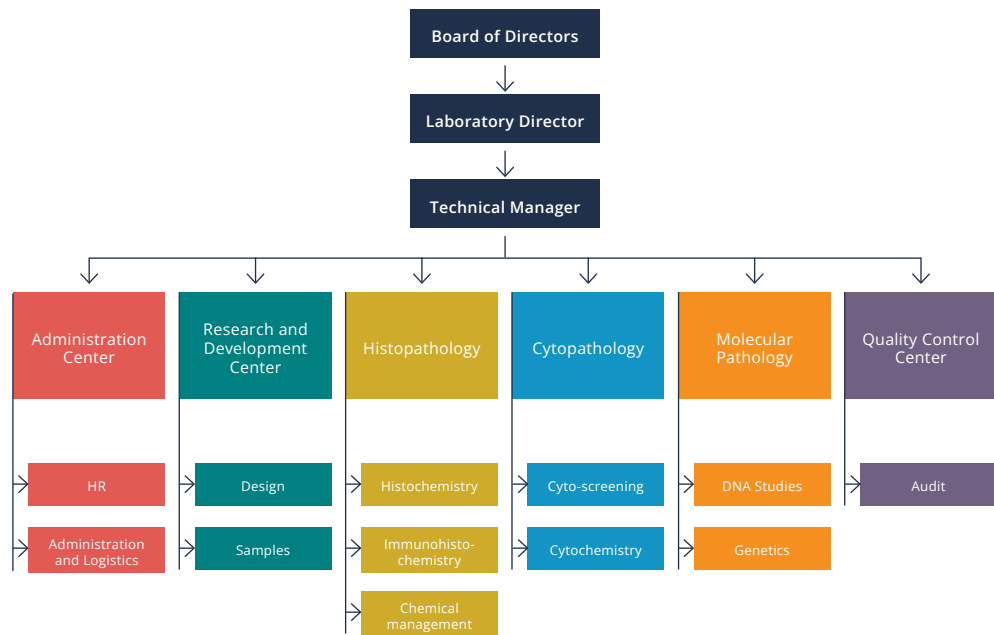 Board of Directors
Laboratory Director
Technical Manager
Administration
Center
Research and
Development
Center
Histopathology
Cytopathology
Molecular
Pathology
Quality Control
Center
HR
Design
Histochemistry
Cyto-screening
DNA Studies
Audit
Administration
and Logistics
Samples
Immunohisto-
chemistry
Cytochemistry
Genetics
Chemical
management